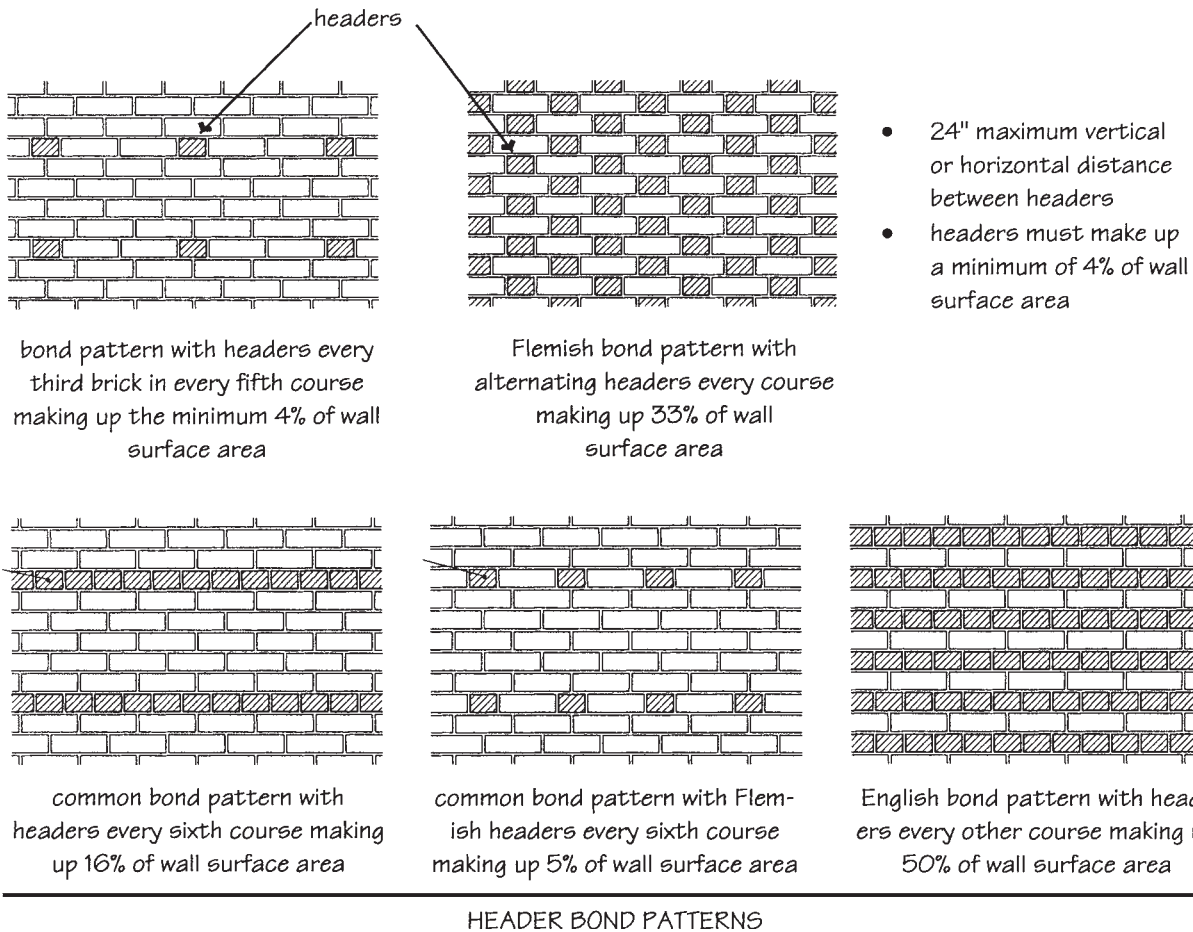 headers
• 24" maximum vertical
or horizontal distance
between headers
• headers must make up
a minimum of 4% of wall
surface area
bond pattern with headers every
third brick in every fifth course
making up the minimum 4% of wall
surface area
Flemish bond pattern with
alternating headers every course
making up 33% of wall
surface area
common bond pattern with
headers every sixth course making
up 16% of wall surface area
common bond pattern with Flem-
ish headers every sixth course
making up 5% of wall surface area
English bond pattern with head
ers every other course making
50% of wall surface area
HEADER BOND PATTERNS